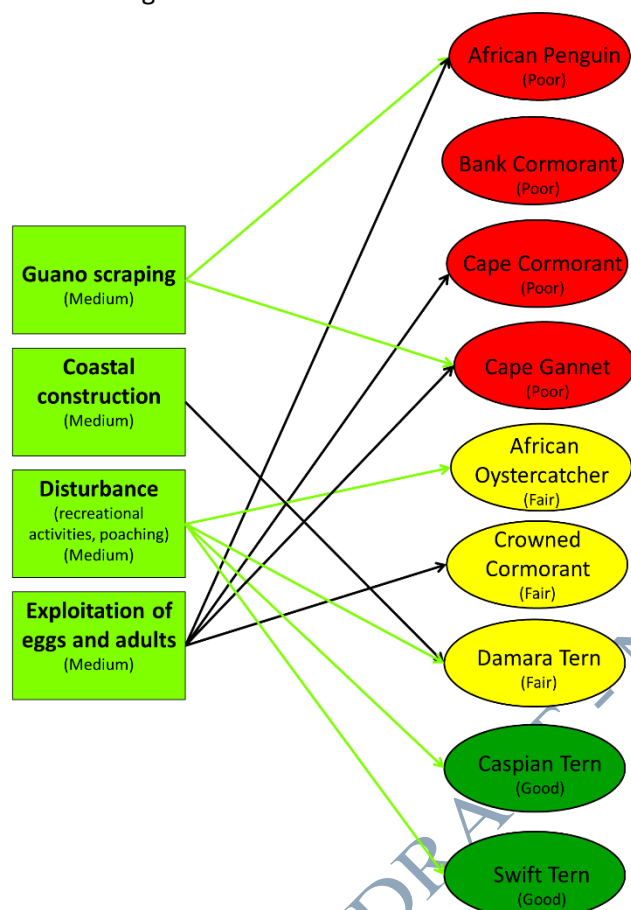 Guano scraping
(Medium)
Coastal
construction
(Medium)
Disturbance
(recreational
activities, poaching)
(Medium)
Exploitation of
eggs and adults
(Medium)
African Penguin
(Poor)
Bank Cormorant
(Poor)
Cape Cormorant
(Poor)
Cape Gannet
(Poor)
African
Oystercatcher
(Fair)
Crowned
Cormorant
(Fair)
Damara Tern
(Fair)
Caspian Tern
(Good)
Swift Tern
(Good)